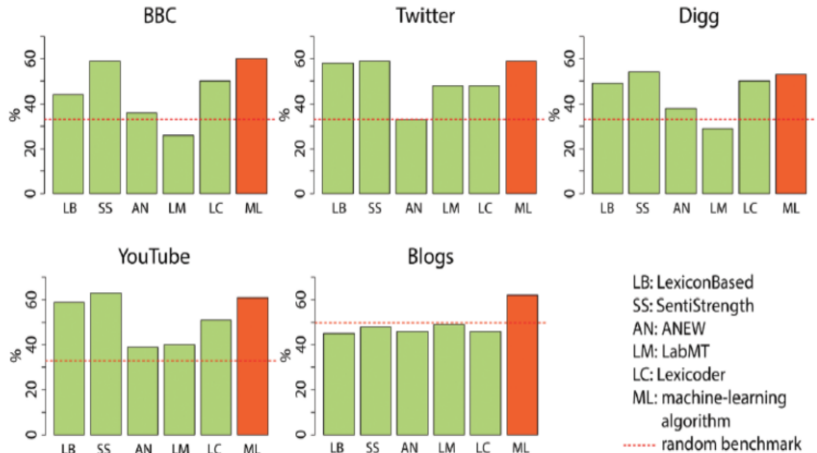 BBC
%
0 20 40 60
LB SS AN LM LC ML
Twitter
%
0 20 40 60
LB SS AN LM LC ML
Digg
%
0 20 40 60
LB SS AN LM LC ML
YouTube
%
0 20 40 60
LB SS AN LM LC ML
Blogs
%
0 20 40 60
LB SS AN LM LC ML
LB: LexiconBased
SS: SentiStrength
AN: ANEW
LM: LabMT
LC: Lexicoder
ML: machine-learning
algorithm
random benchmark